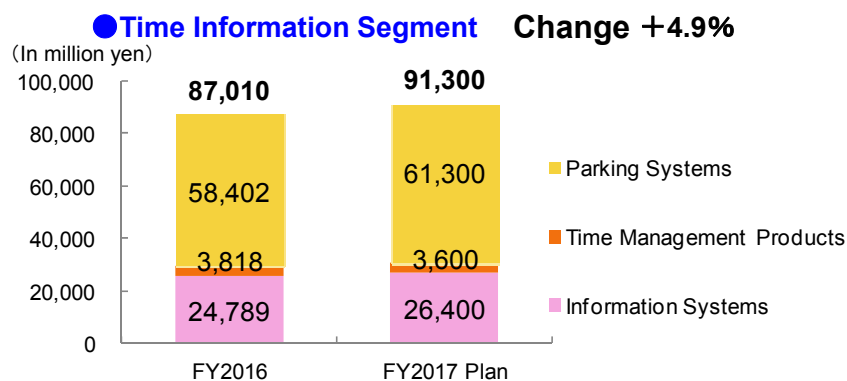 ●Time Information Segment Change ＋4.9%
（In million yen）
100,000
80,000
60,000
40,000
20,000
0
87,010
91,300
58,402
61,300
3,818
3,600
24,789
26,400
FY2016
FY2017 Plan
Parking Systems
Time Management Products
Information Systems